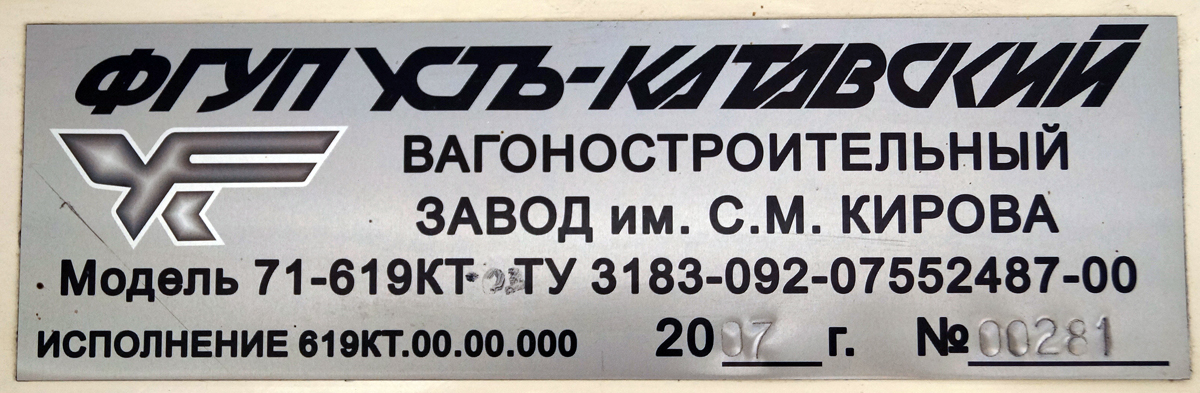 ФГУП УСТЬ-КАТАВСКИЙ
ВАГОНОСТРОИТЕЛЬНЫЙ
ЗАВОД им. С.М. КИРОВА
Модель 71-619КТ ТУ 3183-092-07552487-00
ИСПОЛНЕНИЕ 619КТ.00.00.000 2007 г. №00281